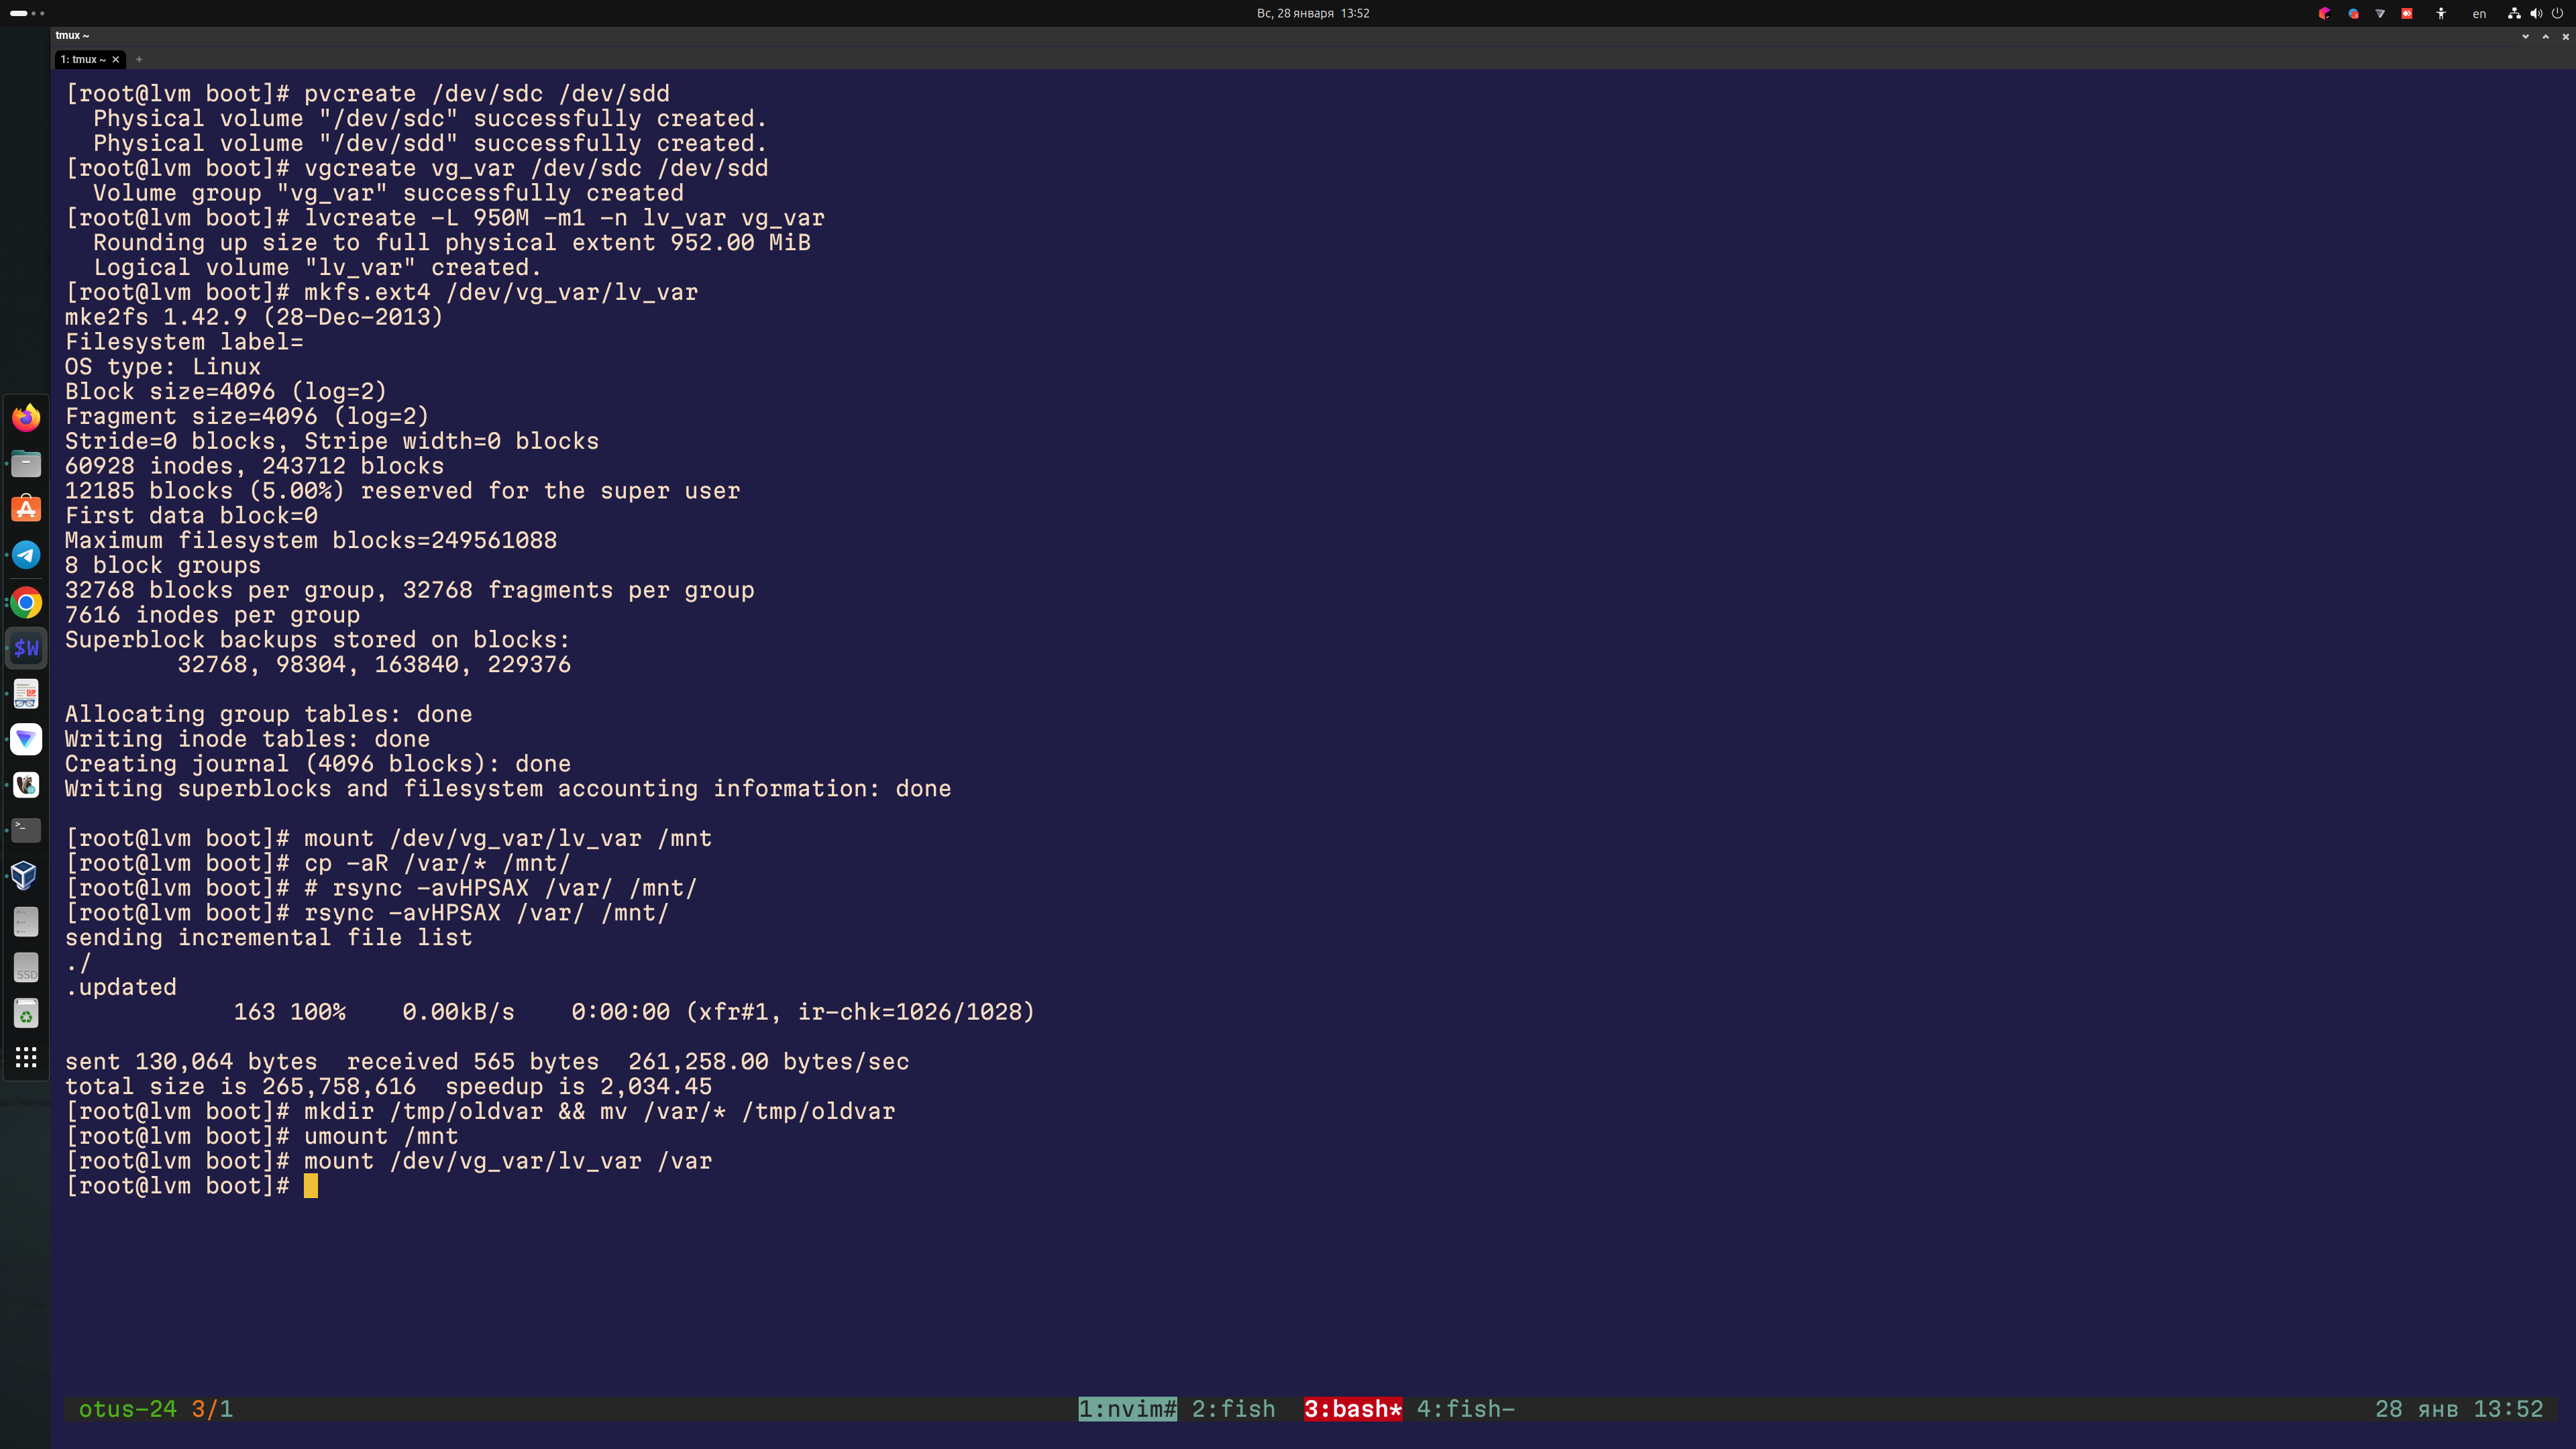 Вс, 28 января 13:52
en
tmux ~
1: tmux ~ × +
[root@lvm boot]# pvcreate /dev/sdc /dev/sdd
  Physical volume "/dev/sdc" successfully created.
  Physical volume "/dev/sdd" successfully created.
[root@lvm boot]# vgcreate vg_var /dev/sdc /dev/sdd
  Volume group "vg_var" successfully created
[root@lvm boot]# lvcreate -L 950M -m1 -n lv_var vg_var
  Rounding up size to full physical extent 952.00 MiB
  Logical volume "lv_var" created.
[root@lvm boot]# mkfs.ext4 /dev/vg_var/lv_var
mke2fs 1.42.9 (28-Dec-2013)
Filesystem label=
OS type: Linux
Block size=4096 (log=2)
Fragment size=4096 (log=2)
Stride=0 blocks, Stripe width=0 blocks
60928 inodes, 243712 blocks
12185 blocks (5.00%) reserved for the super user
First data block=0
Maximum filesystem blocks=249561088
8 block groups
32768 blocks per group, 32768 fragments per group
7616 inodes per group
Superblock backups stored on blocks:
        32768, 98304, 163840, 229376

Allocating group tables: done
Writing inode tables: done
Creating journal (4096 blocks): done
Writing superblocks and filesystem accounting information: done

[root@lvm boot]# mount /dev/vg_var/lv_var /mnt
[root@lvm boot]# cp -aR /var/* /mnt/
[root@lvm boot]# # rsync -avHPSAX /var/ /mnt/
[root@lvm boot]# rsync -avHPSAX /var/ /mnt/
sending incremental file list
./
.updated
            163 100%    0.00kB/s    0:00:00 (xfr#1, ir-chk=1026/1028)

sent 130,064 bytes  received 565 bytes  261,258.00 bytes/sec
total size is 265,758,616  speedup is 2,034.45
[root@lvm boot]# mkdir /tmp/oldvar && mv /var/* /tmp/oldvar
[root@lvm boot]# umount /mnt
[root@lvm boot]# mount /dev/vg_var/lv_var /var
[root@lvm boot]#
$W
>_
SSD
otus-24 3/1 1:nvim# 2:fish 3:bash* 4:fish- 28 янв 13:52